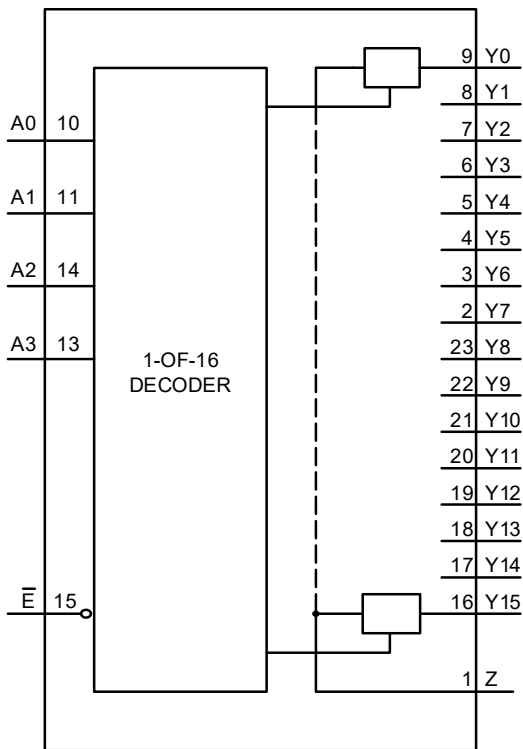 9 Y0
8 Y1
A0 10
7 Y2
6 Y3
A1 11
5 Y4
4 Y5
A2 14
3 Y6
2 Y7
A3 13
23 Y8
1-OF-16
DECODER
22 Y9
21 Y10
20 Y11
19 Y12
18 Y13
17 Y14
E̅ 15
16 Y15
1 Z